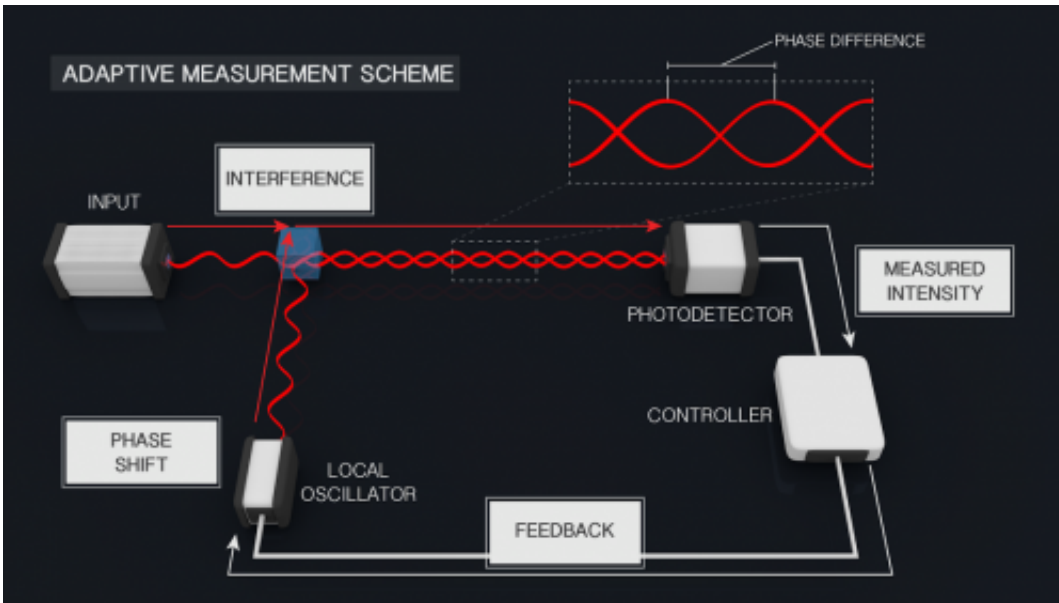 PHASE DIFFERENCE
ADAPTIVE MEASUREMENT SCHEME
INTERFERENCE
INPUT
MEASURED
INTENSITY
PHOTODETECTOR
CONTROLLER
PHASE
SHIFT
LOCAL
OSCILLATOR
FEEDBACK